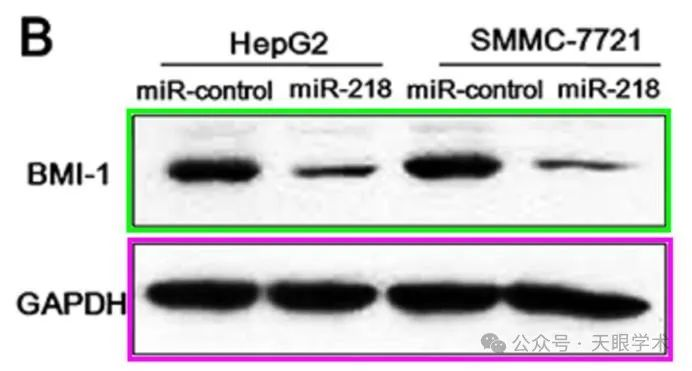 B
HepG2 SMMC-7721
miR-control miR-218 miR-control miR-218
BMI-1
GAPDH
公众号 · 天眼学术